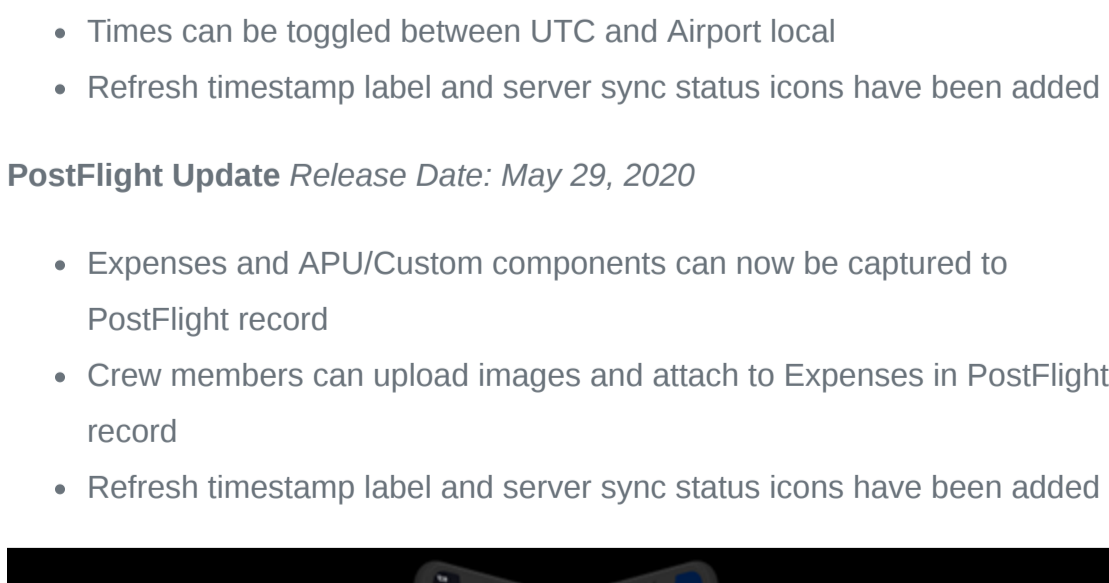 Times can be toggled between UTC and Airport local
Refresh timestamp label and server sync status icons have been added
PostFlight Update Release Date: May 29, 2020
Expenses and APU/Custom components can now be captured to
PostFlight record
Crew members can upload images and attach to Expenses in PostFlight
record
Refresh timestamp label and server sync status icons have been added